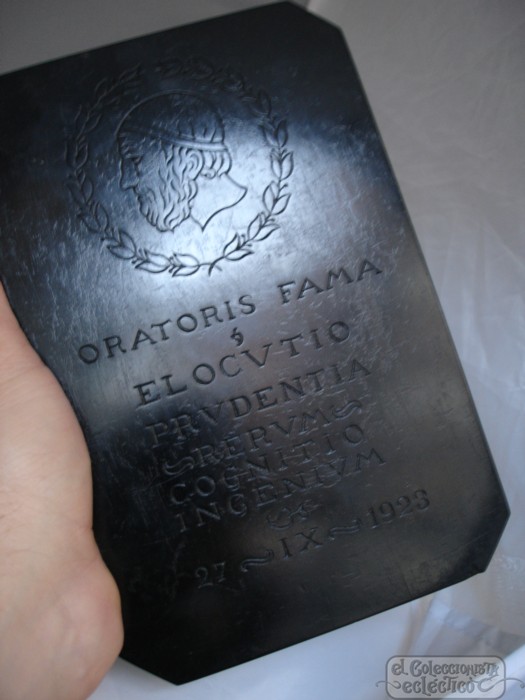 ORATORIS FAMA
ELOCVTIO
PRVDENTIA
RERVM
COGNITIO
INGENIVM
27~IX~1923
el Coleccionista
ecléctico